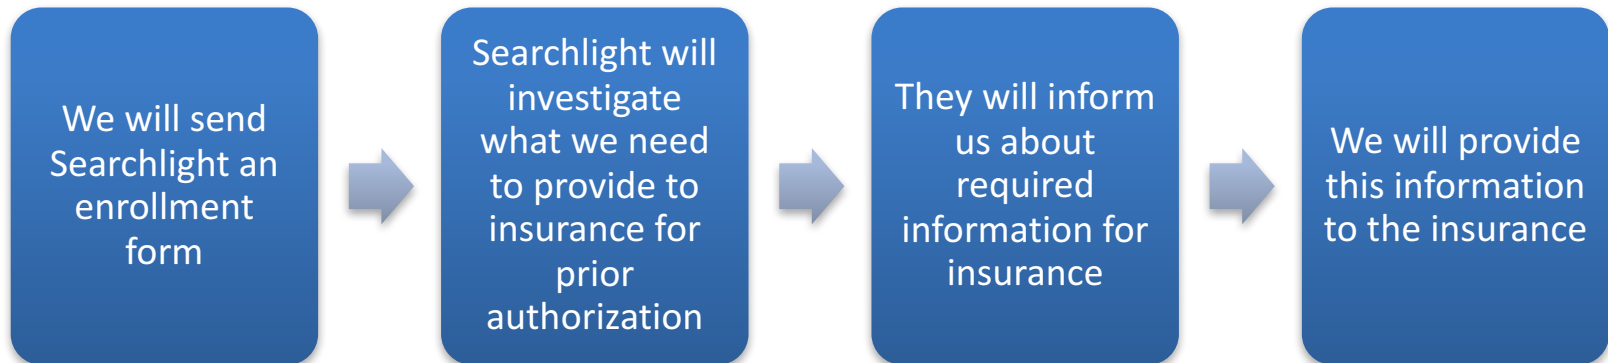 We will send
Searchlight an
enrollment
form
Searchlight will
investigate
what we need
to provide to
insurance for
prior
authorization
They will inform
us about
required
information for
insurance
We will provide
this information
to the insurance